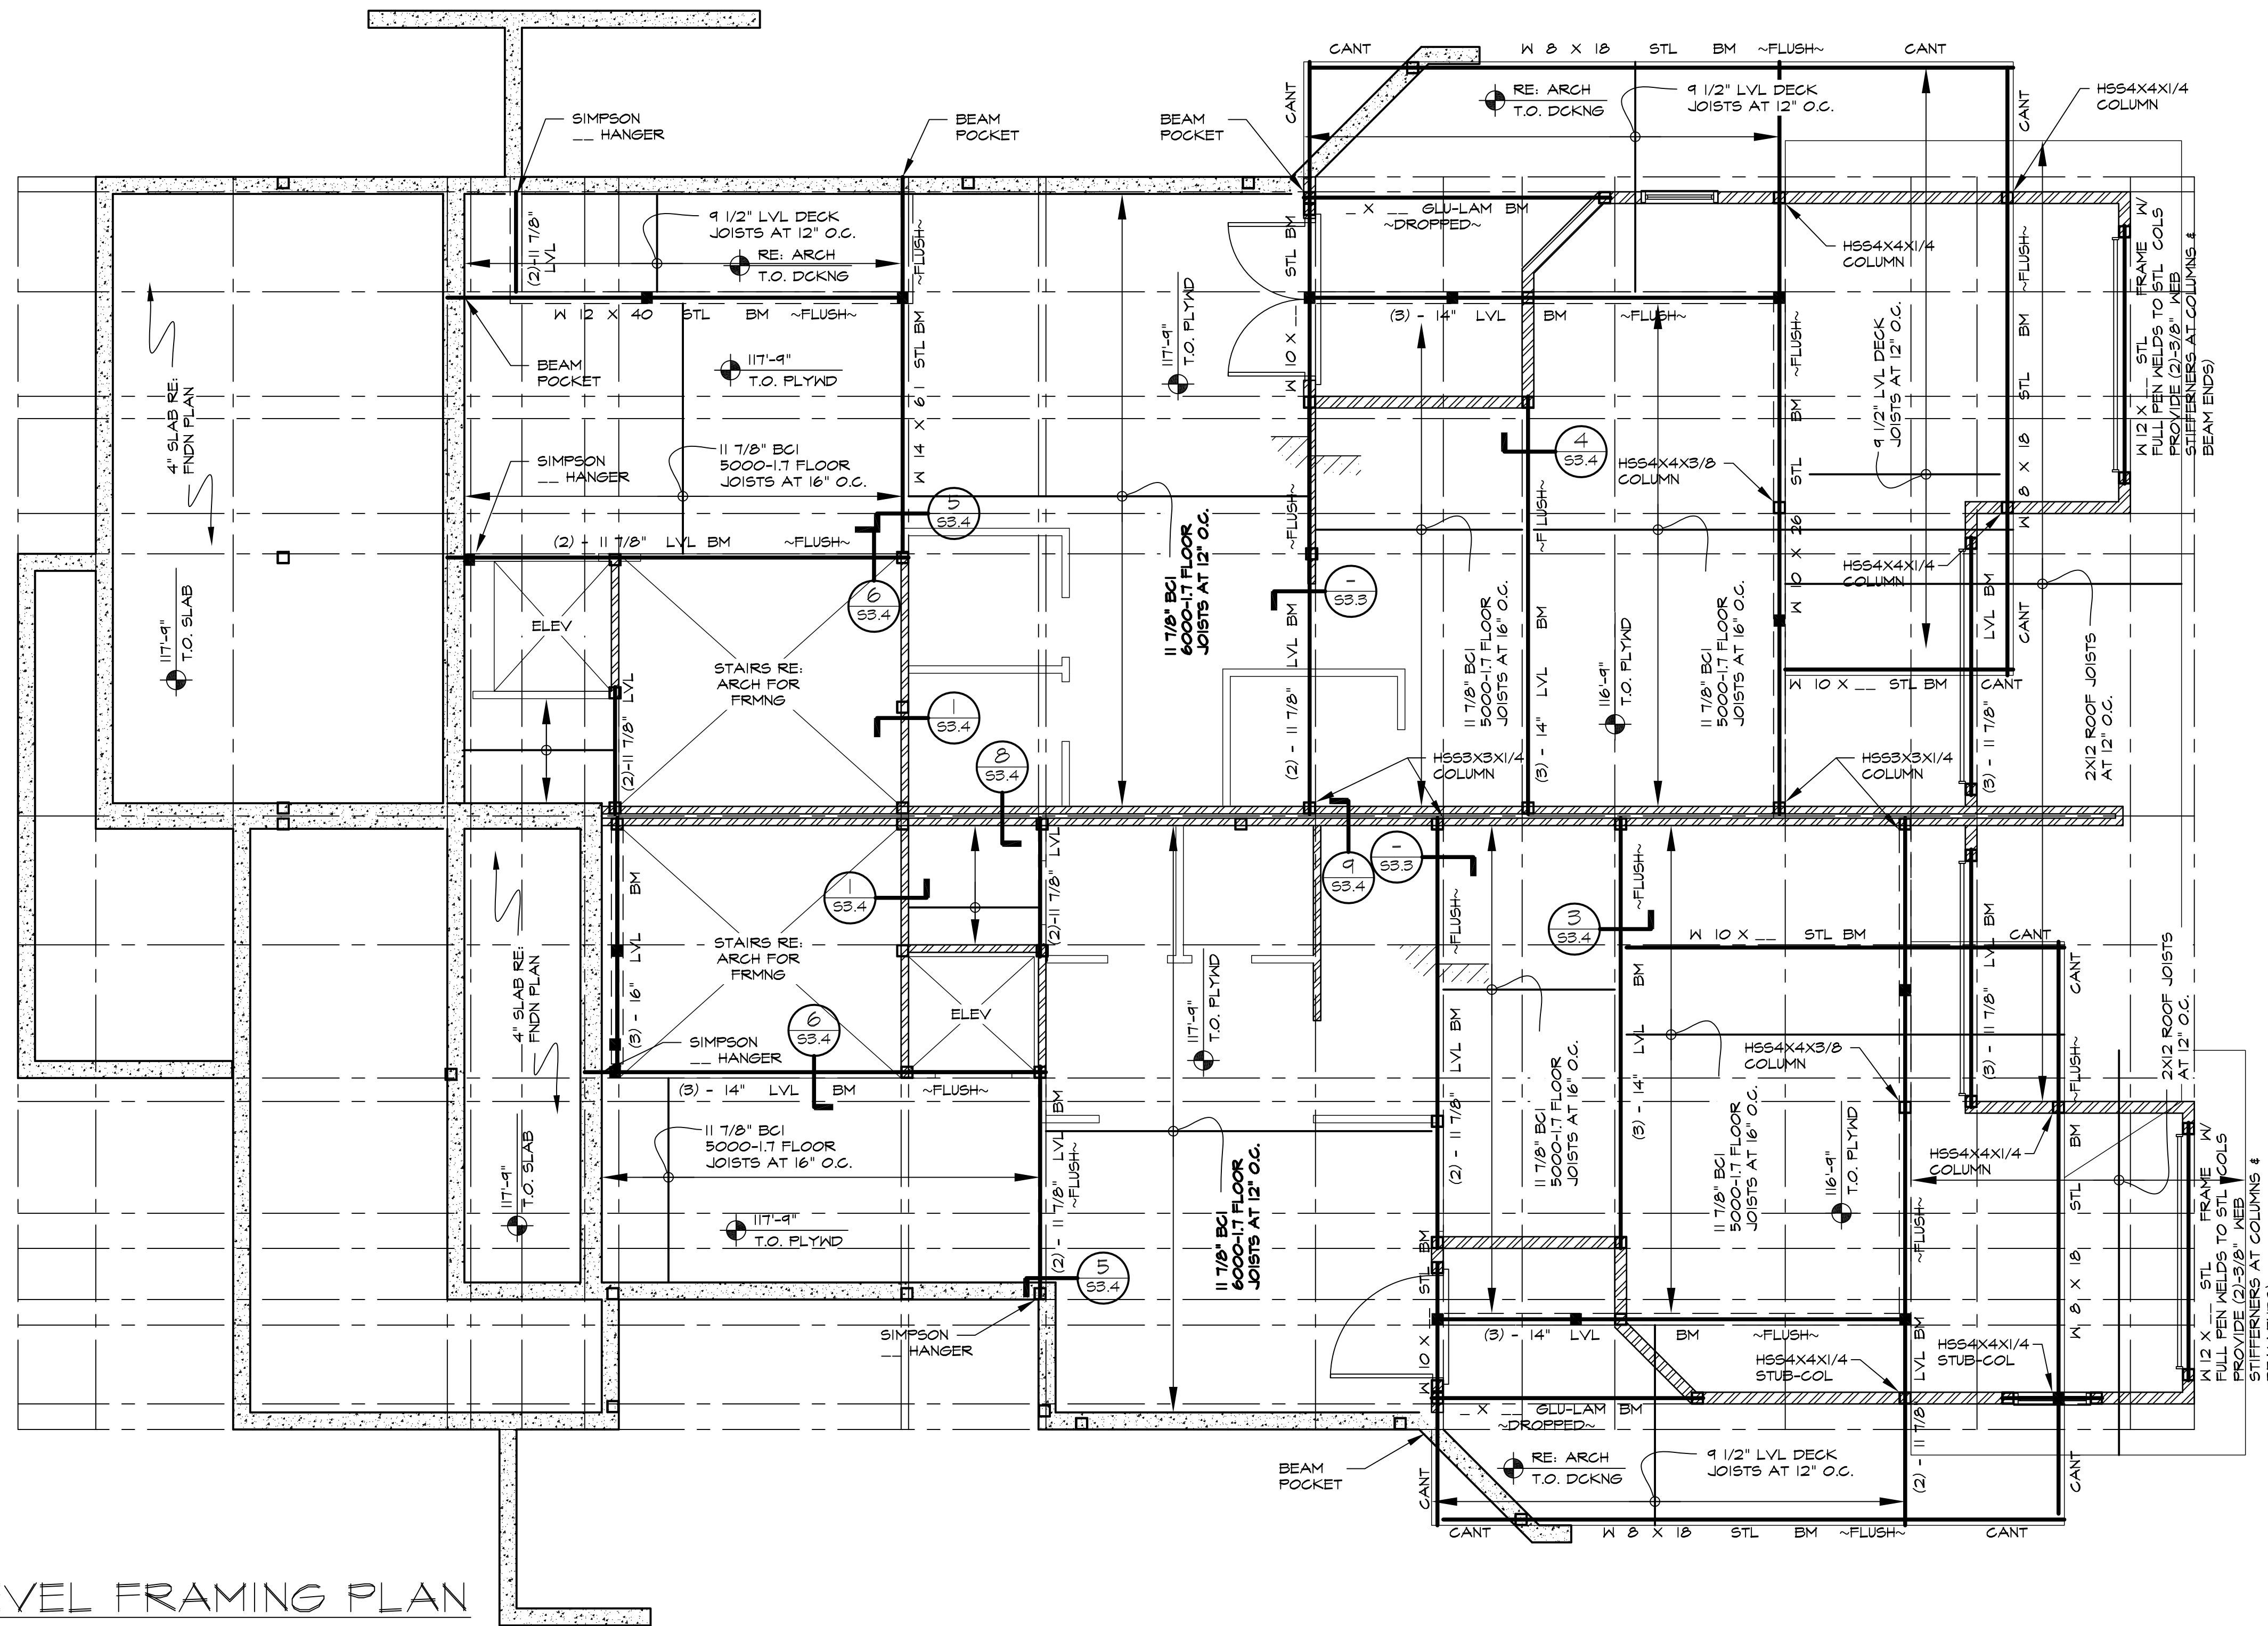 CANT
W 8 X 18 STL BM ~FLUSH~
CANT
HSS4X4X1/4
COLUMN
SIMPSON
__ HANGER
BEAM
POCKET
BEAM
POCKET
CANT
RE: ARCH
T.O. DCKNG
9 1/2" LVL DECK
JOISTS AT 12" O.C.
CANT
(2)-11 7/8"
LVL
9 1/2" LVL DECK
JOISTS AT 12" O.C.
RE: ARCH
T.O. DCKNG
W 14 X 61 STL BM ~FLUSH~
W 12 X 40 STL BM ~FLUSH~
BEAM
POCKET
117'-9"
T.O. PLYWD
117'-9"
T.O. PLYWD
W 10 X __ STL BM
_ X __ GLU-LAM BM
~DROPPED~
(3) - 14" LVL BM ~FLUSH~
HSS4X4X1/4
COLUMN
W 12 X __ STL FRAME W/
FULL PEN WELDS TO STL COLS
PROVIDE (2)-3/8" WEB
STIFFENERS AT COLUMNS &
BEAM ENDS)
4" SLAB RE:
FNDN PLAN
SIMPSON
__ HANGER
11 7/8" BCI
5000-1.7 FLOOR
JOISTS AT 16" O.C.
4
S3.4
HSS4X4X3/8
COLUMN
W 10 X 26 STL BM ~FLUSH~
9 1/2" LVL DECK
JOISTS AT 12" O.C.
W 8 X 18 STL BM ~FLUSH~
5
S3.4
(2) - 11 7/8" LVL BM ~FLUSH~
6
S3.4
ELEV
11 7/8" BCI
6000-1.7 FLOOR
JOISTS AT 12" O.C.
-
S3.3
HSS4X4X1/4
COLUMN
CANT
117'-9"
T.O. SLAB
STAIRS RE:
ARCH FOR
FRMNG
(2)-11 7/8" LVL
1
S3.4
8
S3.4
(2) - 11 7/8" LVL BM ~FLUSH~
11 7/8" BCI
5000-1.7 FLOOR
JOISTS AT 16" O.C.
(3) - 14" LVL BM ~FLUSH~
116'-9"
T.O. PLYWD
11 7/8" BCI
5000-1.7 FLOOR
JOISTS AT 16" O.C.
W 10 X __ STL BM CANT
(3) - 11 7/8" LVL BM
2X12 ROOF JOISTS
AT 12" O.C.
HSS3X3X1/4
COLUMN
HSS3X3X1/4
COLUMN
9
S3.4
-
S3.3
1
S3.4
(2)-11 7/8" LVL
3
S3.4
W 10 X __ STL BM CANT
CANT
4" SLAB RE:
FNDN PLAN
(3) - 16" LVL BM
STAIRS RE:
ARCH FOR
FRMNG
ELEV
6
S3.4
SIMPSON
__ HANGER
(3) - 14" LVL BM ~FLUSH~
117'-9"
T.O. PLYWD
(2) - 11 7/8" LVL BM ~FLUSH~
11 7/8" BCI
5000-1.7 FLOOR
JOISTS AT 16" O.C.
(3) - 14" LVL BM ~FLUSH~
HSS4X4X3/8
COLUMN
(3) - 11 7/8" LVL BM
2X12 ROOF JOISTS
AT 12" O.C.
117'-9"
T.O. SLAB
11 7/8" BCI
5000-1.7 FLOOR
JOISTS AT 16" O.C.
117'-9"
T.O. PLYWD
(2) - 11 7/8" LVL BM
~FLUSH~
11 7/8" BCI
6000-1.7 FLOOR
JOISTS AT 12" O.C.
11 7/8" BCI
5000-1.7 FLOOR
JOISTS AT 16" O.C.
116'-9"
T.O. PLYWD
HSS4X4X1/4
COLUMN
W 8 X 18 STL BM ~FLUSH~
5
S3.4
SIMPSON
__ HANGER
W 10 X __ STL BM
(3) - 14" LVL BM ~FLUSH~
HSS4X4X1/4
STUB-COL
HSS4X4X1/4
STUB-COL
(2) - 11 7/8 LVL BM ~FLUSH~
W 12 X __ STL FRAME W/
FULL PEN WELDS TO STL COLS
PROVIDE (2)-3/8" WEB
STIFFENERS AT COLUMNS &
_ X __ GLU-LAM BM
~DROPPED~
BEAM
POCKET
CANT
RE: ARCH
T.O. DCKNG
9 1/2" LVL DECK
JOISTS AT 12" O.C.
CANT
CANT
W 8 X 18 STL BM ~FLUSH~
CANT
VEL FRAMING PLAN